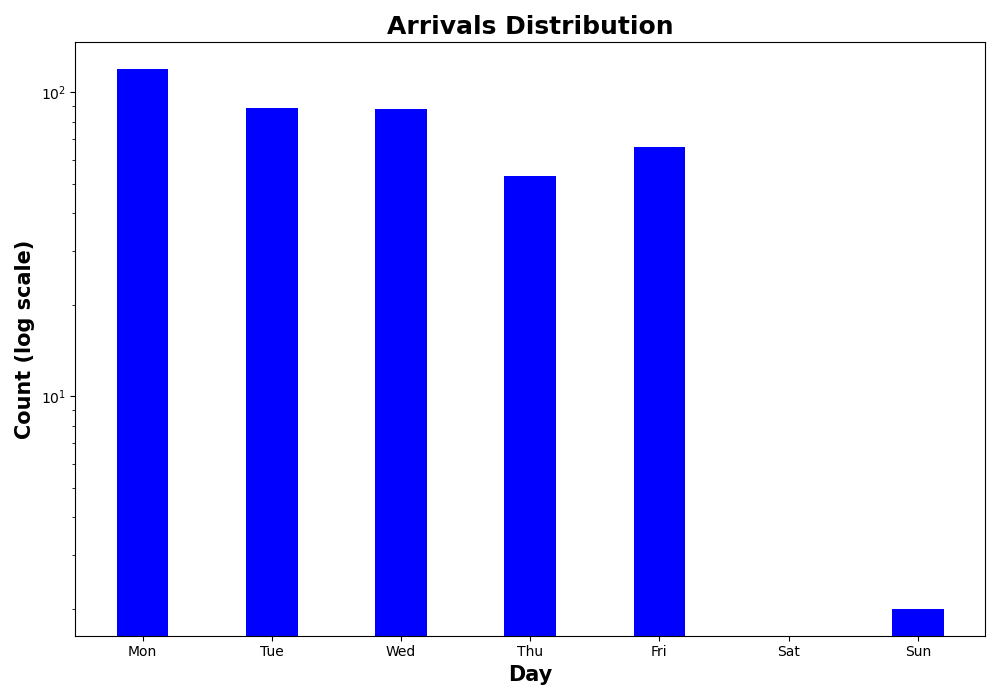 Arrivals Distribution
Count (log scale)
10²
10¹
Mon Tue Wed Thu Fri Sat Sun
Day